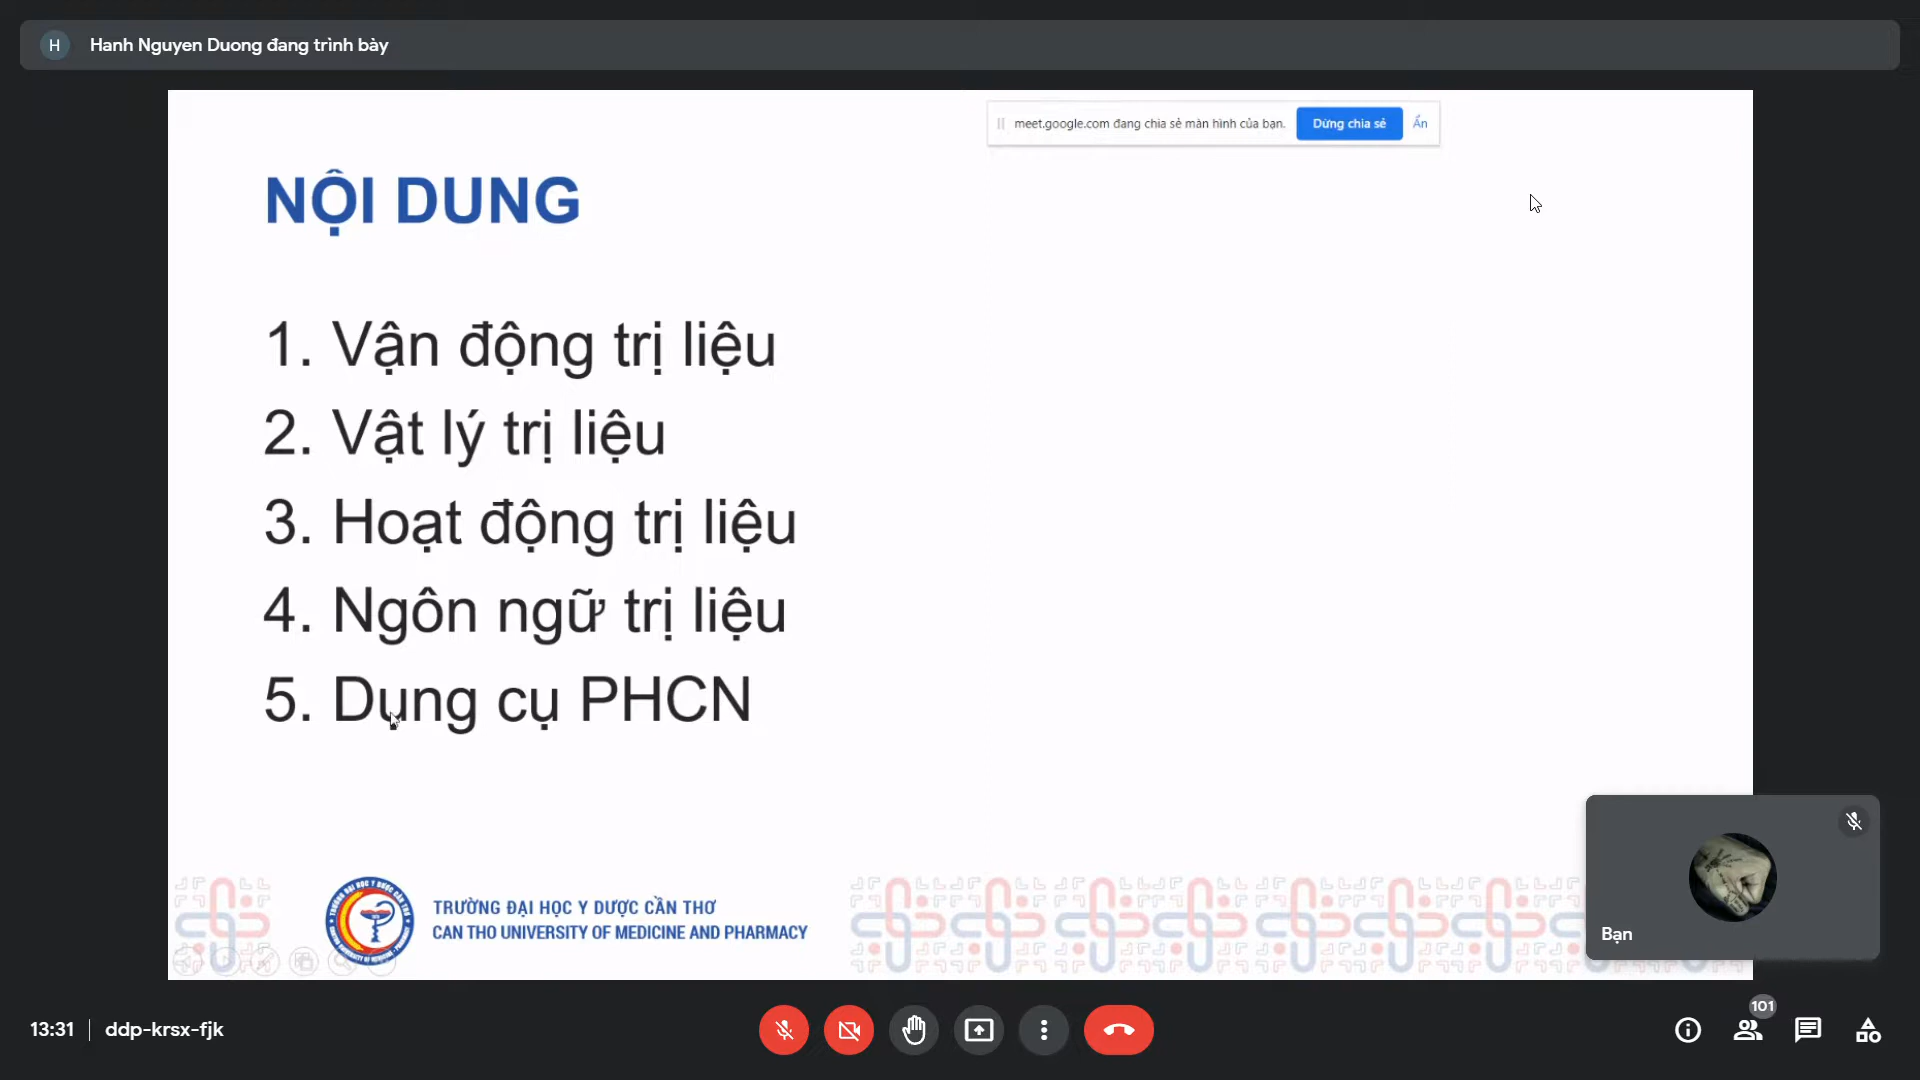 H
Hanh Nguyen Duong đang trình bày
meet.google.com đang chia sẻ màn hình của bạn.
Dừng chia sẻ
Ẩn
NỘI DUNG
1. Vận động trị liệu
2. Vật lý trị liệu
3. Hoạt động trị liệu
4. Ngôn ngữ trị liệu
5. Dụng cụ PHCN
TRƯỜNG ĐẠI HỌC Y DƯỢC CẦN THƠ
CAN THO UNIVERSITY OF MEDICINE AND PHARMACY
Bạn
13:31
ddp-krsx-fjk
101